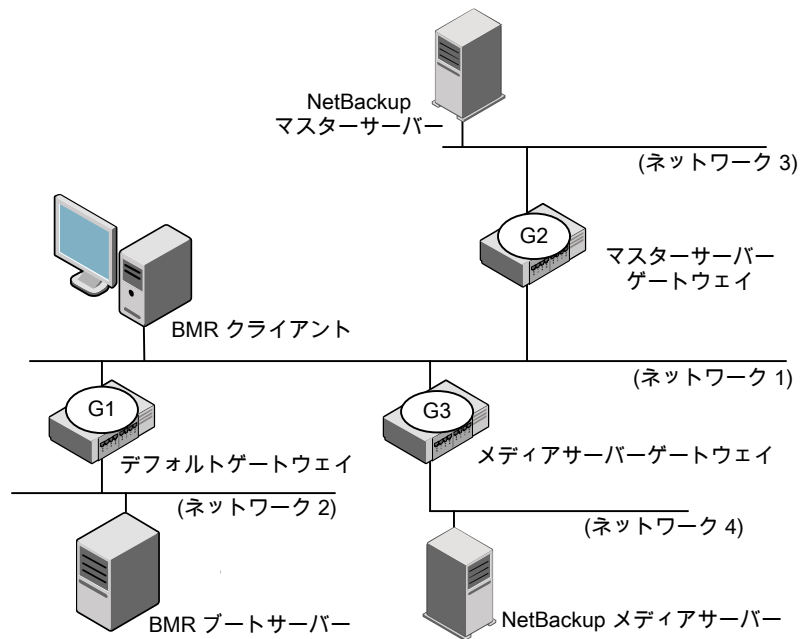 NetBackup
マスターサーバー
(ネットワーク 3)
G2
マスターサーバー
ゲートウェイ
BMR クライアント
(ネットワーク 1)
G1
G3
デフォルトゲートウェイ
メディアサーバーゲートウェイ
(ネットワーク 2)
(ネットワーク 4)
BMR ブートサーバー
NetBackup メディアサーバー